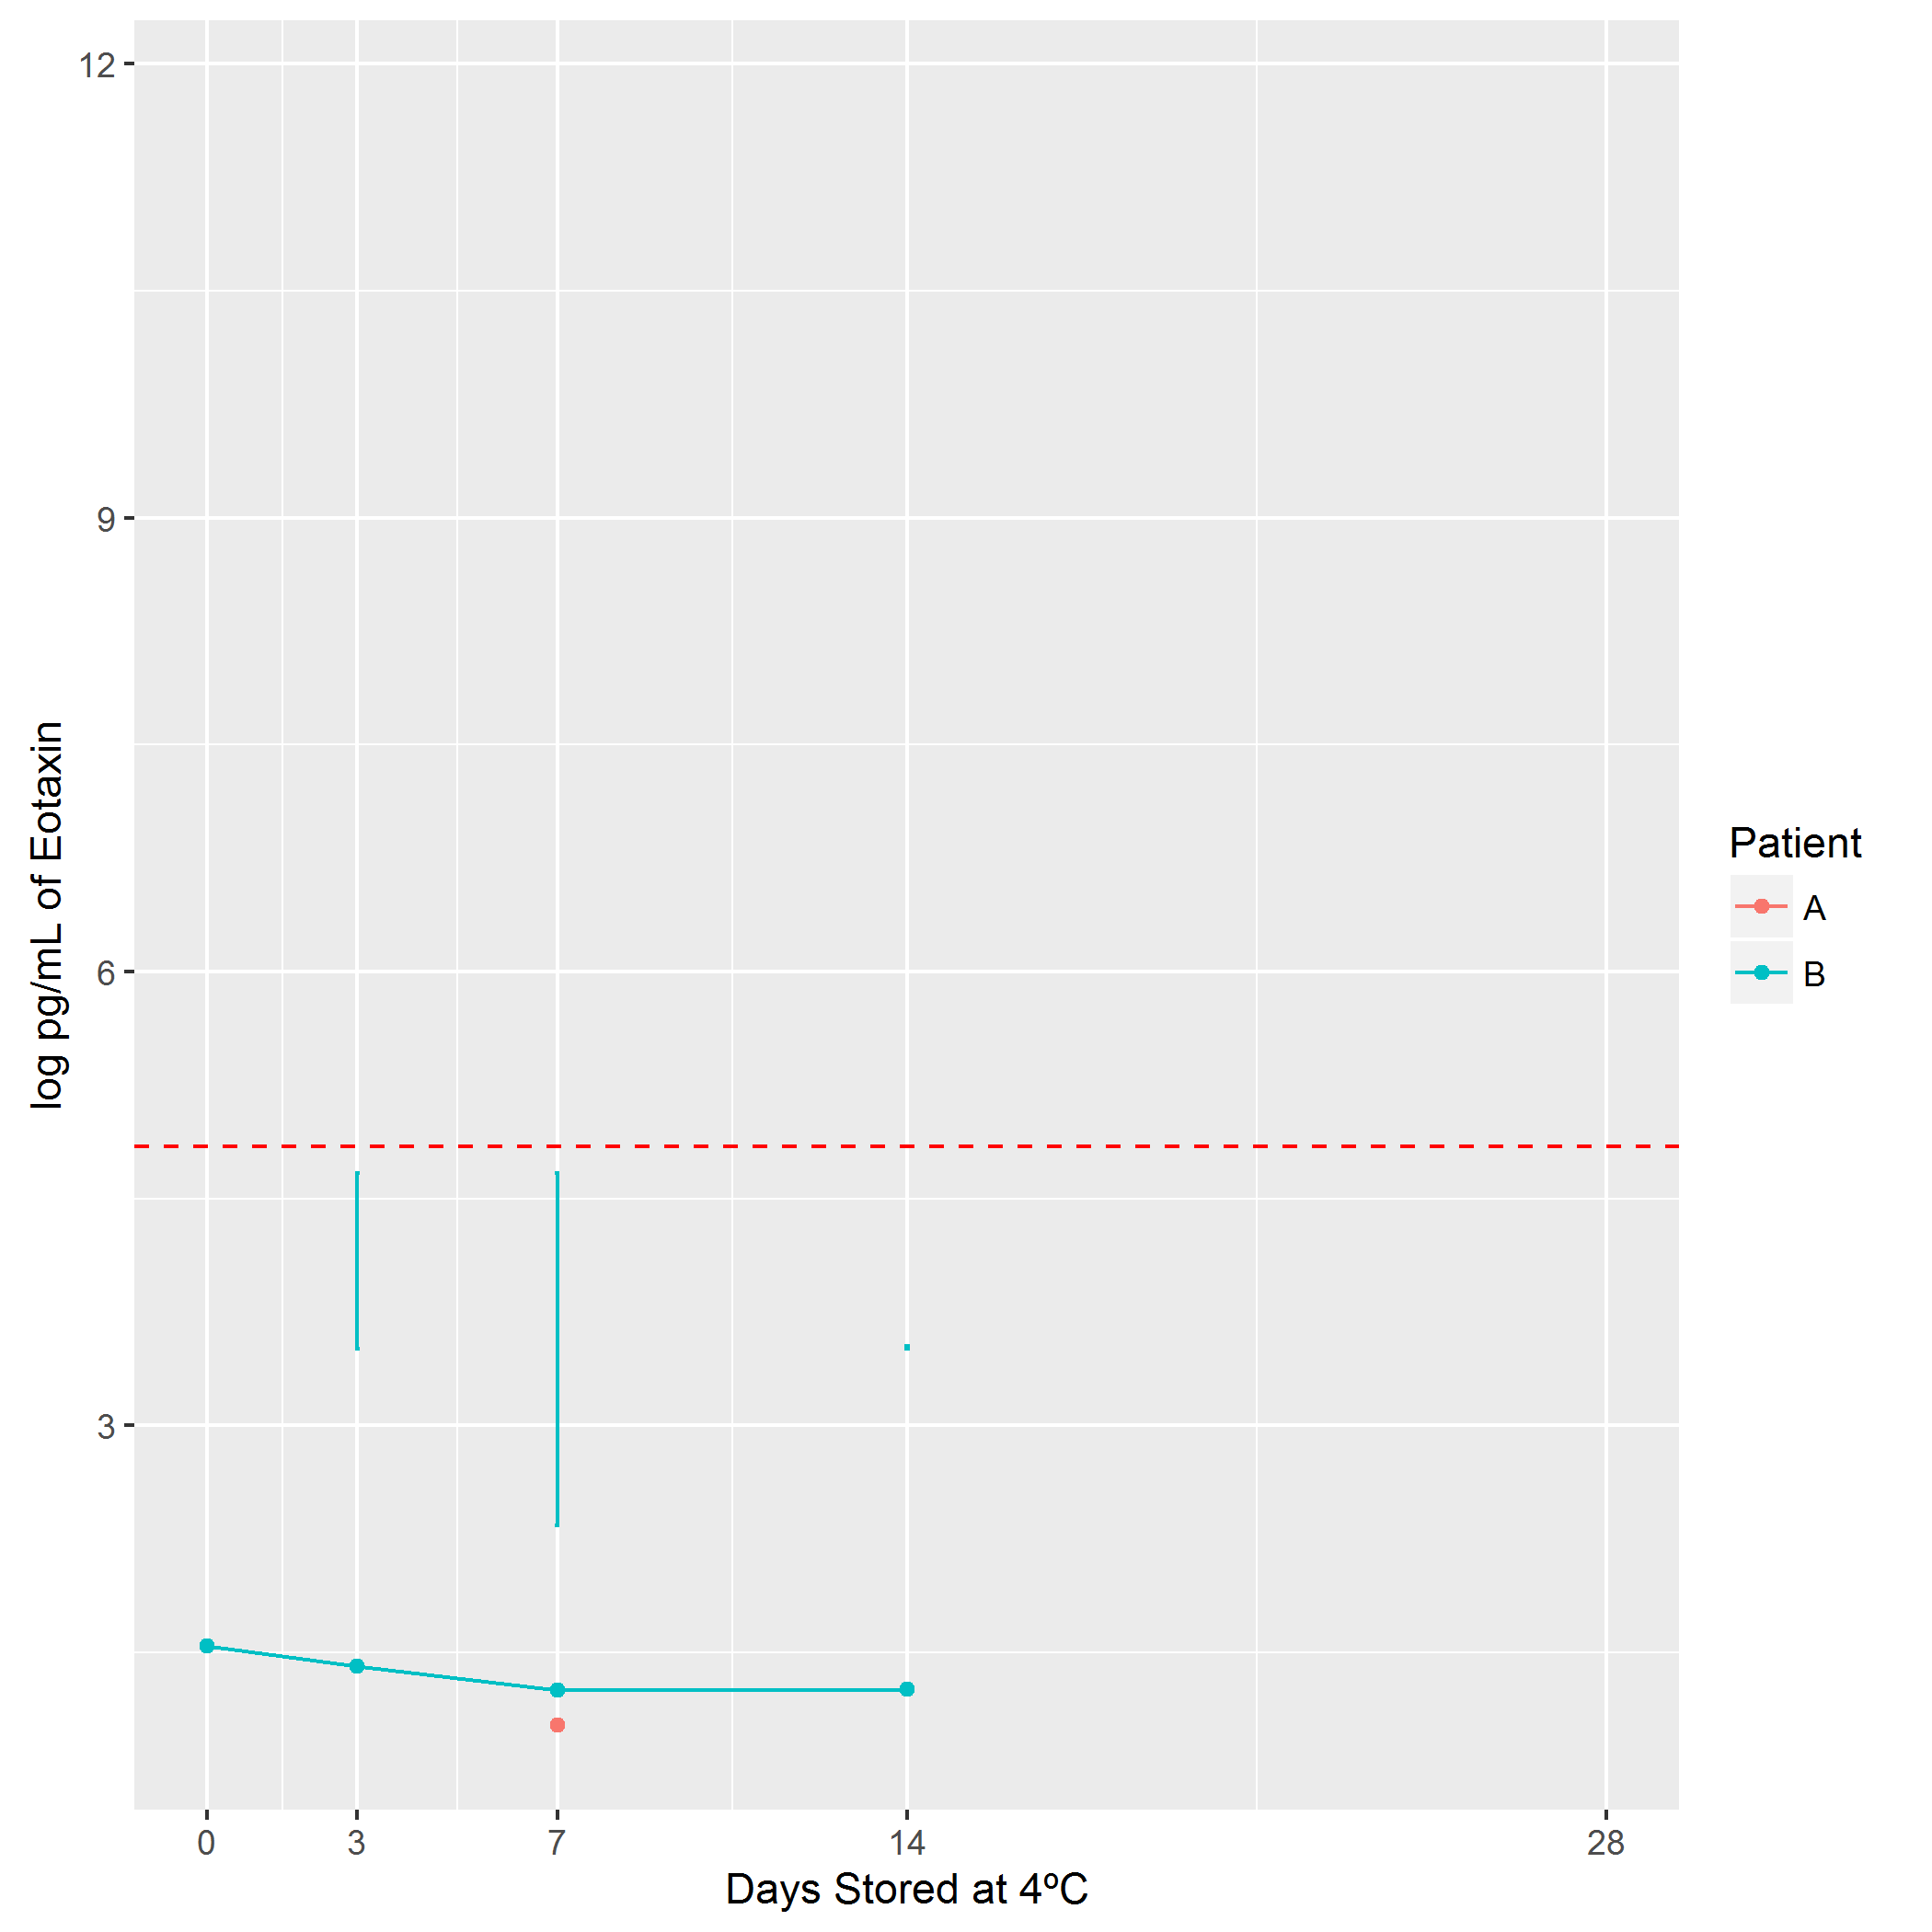 12
9
6
3
log pg/mL of Eotaxin
0 3 7 14 28
Days Stored at 4ºC
Patient
A
B